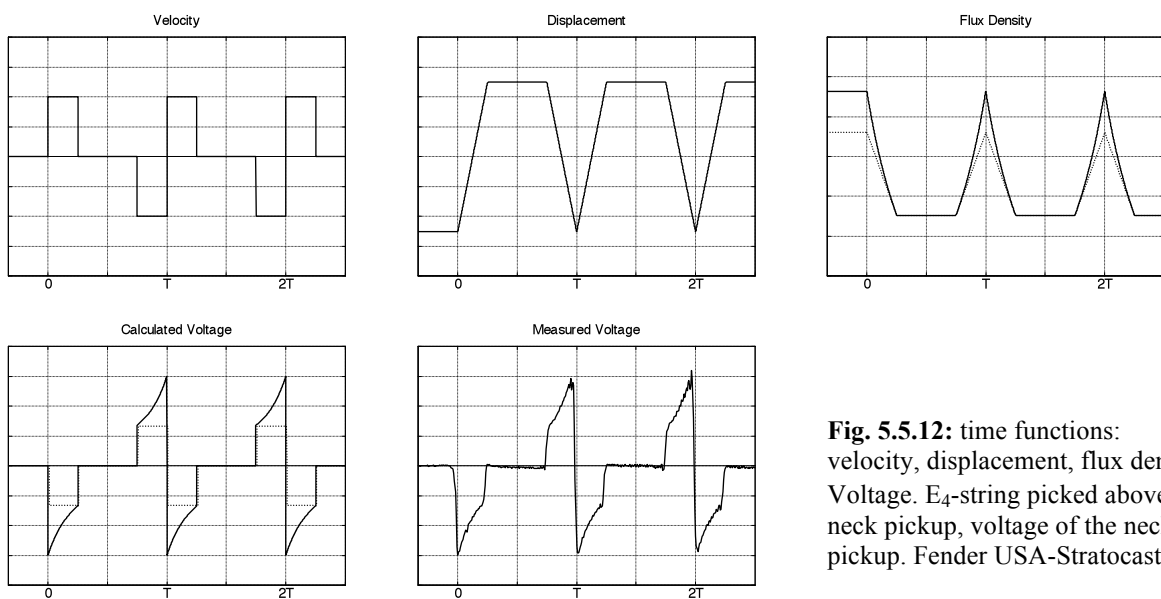 Velocity
Displacement
Flux Density
0 T 2T
0 T 2T
0 T 2T
Calculated Voltage
Measured Voltage
0 T 2T
0 T 2T
Fig. 5.5.12: time functions:
velocity, displacement, flux
Voltage. E4-string picked above
neck pickup, voltage of the
pickup. Fender USA-Stratocast